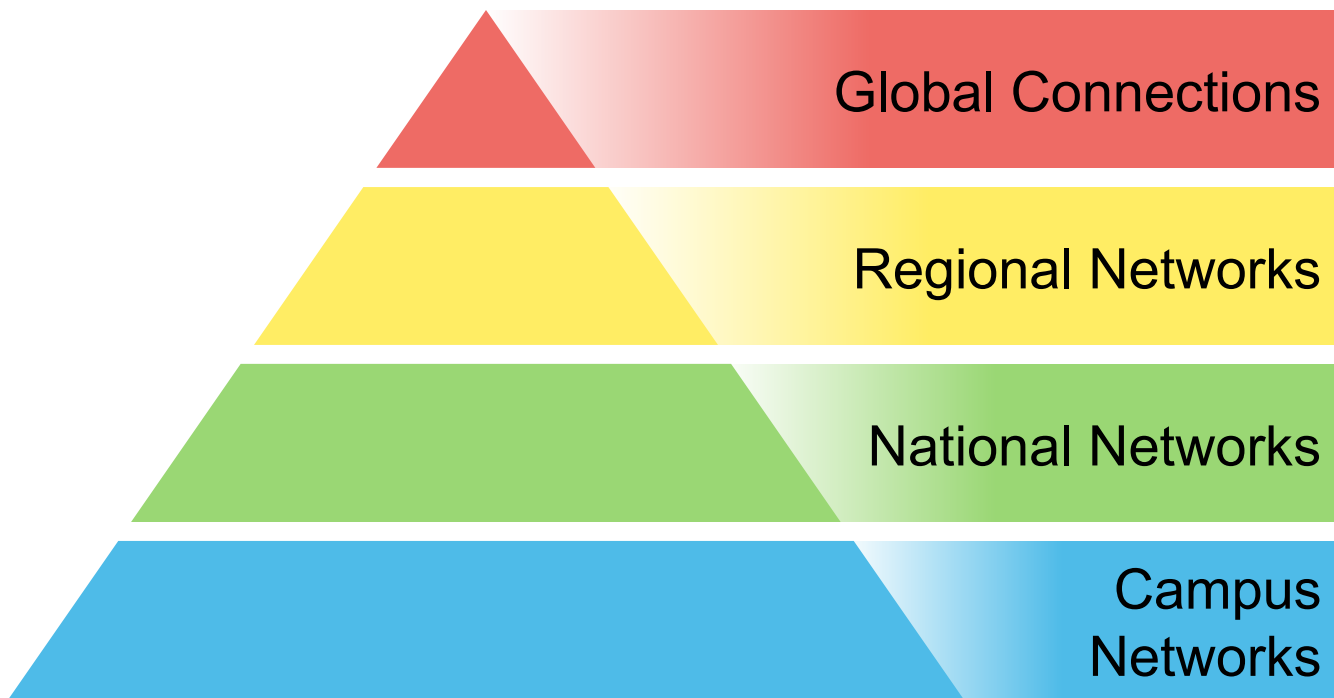 Global Connections
Regional Networks
National Networks
Campus
Networks